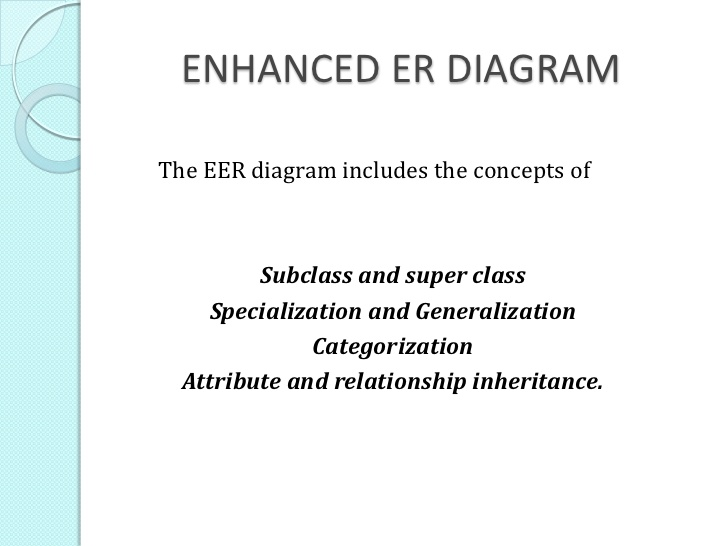 ENHANCED ER DIAGRAM
The EER diagram includes the concepts of
Subclass and super class
Specialization and Generalization
Categorization
Attribute and relationship inheritance.